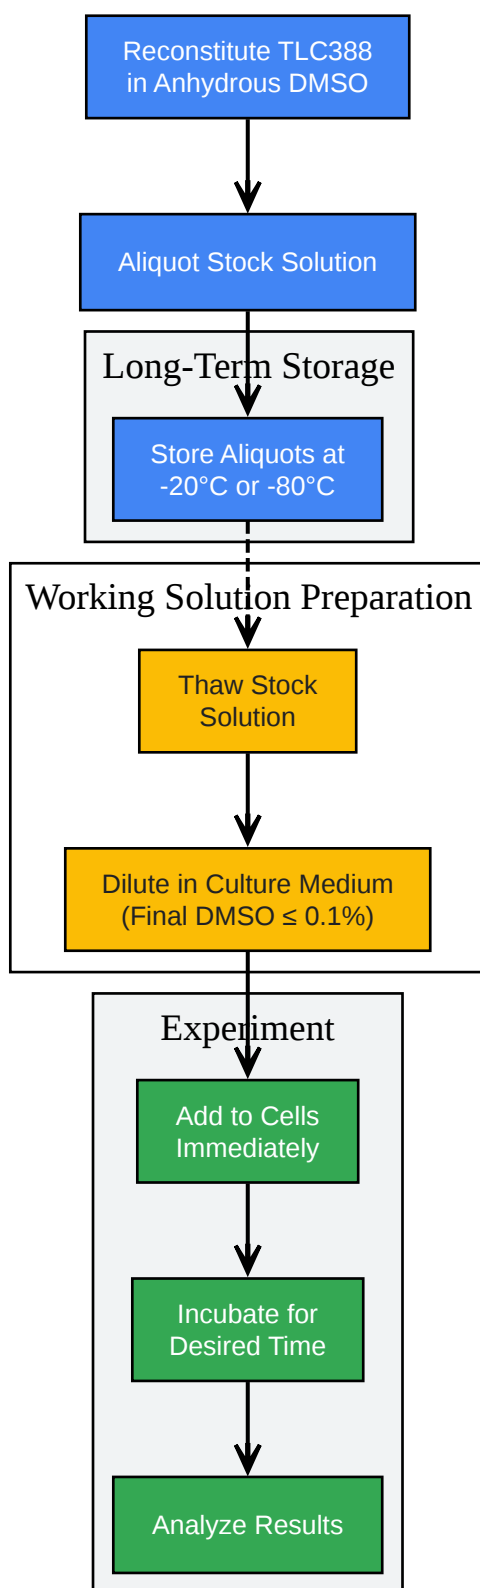 Reconstitute TLC388
in Anhydrous DMSO
Aliquot Stock Solution
Long-Term Storage
Store Aliquots at
-20°C or -80°C
Working Solution Preparation
Thaw Stock
Solution
Dilute in Culture Medium
(Final DMSO ≤ 0.1%)
Experiment
Add to Cells
Immediately
Incubate for
Desired Time
Analyze Results